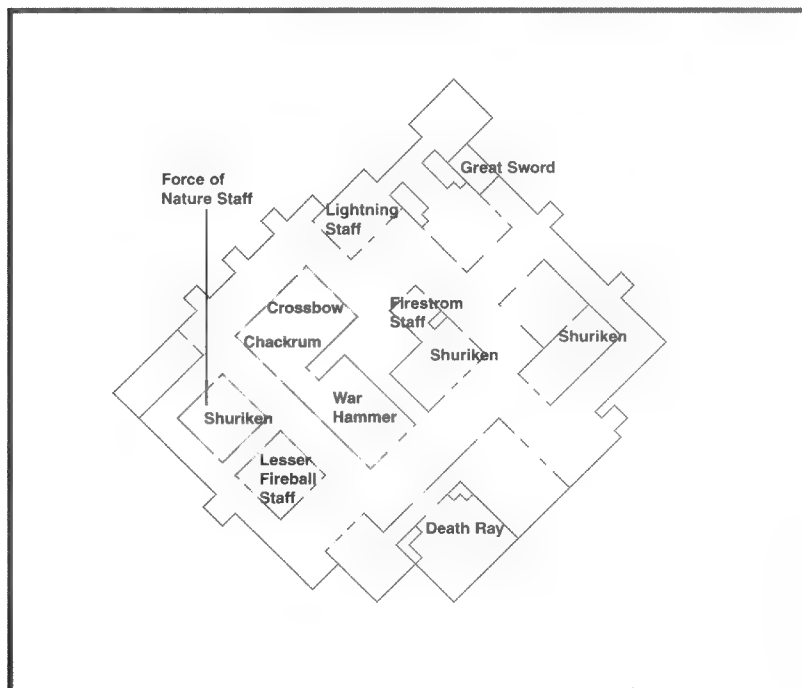 Great Sword
Force of
Nature Staff
Lightning
Staff
Crossbow
Firestrom
Staff
Chackrum
Shuriken
Shuriken
War
Hammer
Shuriken
Lesser
Fireball
Staff
Death Ray